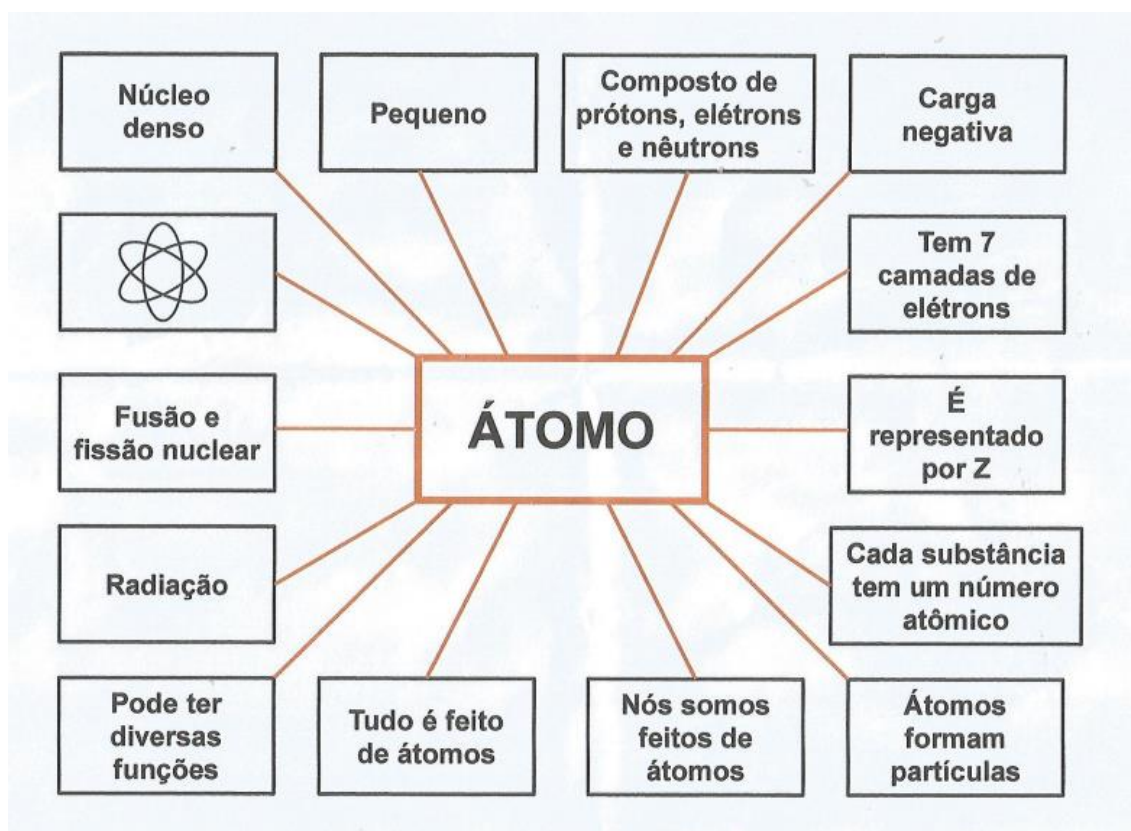 Núcleo
denso
Pequeno
Composto de
prótons, elétrons
e nêutrons
Carga
negativa
Tem 7
camadas de
elétrons
Fusão e
fissão nuclear
ÁTOMO
É
representado
por Z
Radiação
Cada substância
tem um número
atômico
Pode ter
diversas
funções
Tudo é feito
de átomos
Nós somos
feitos de
átomos
Átomos
formam
partículas